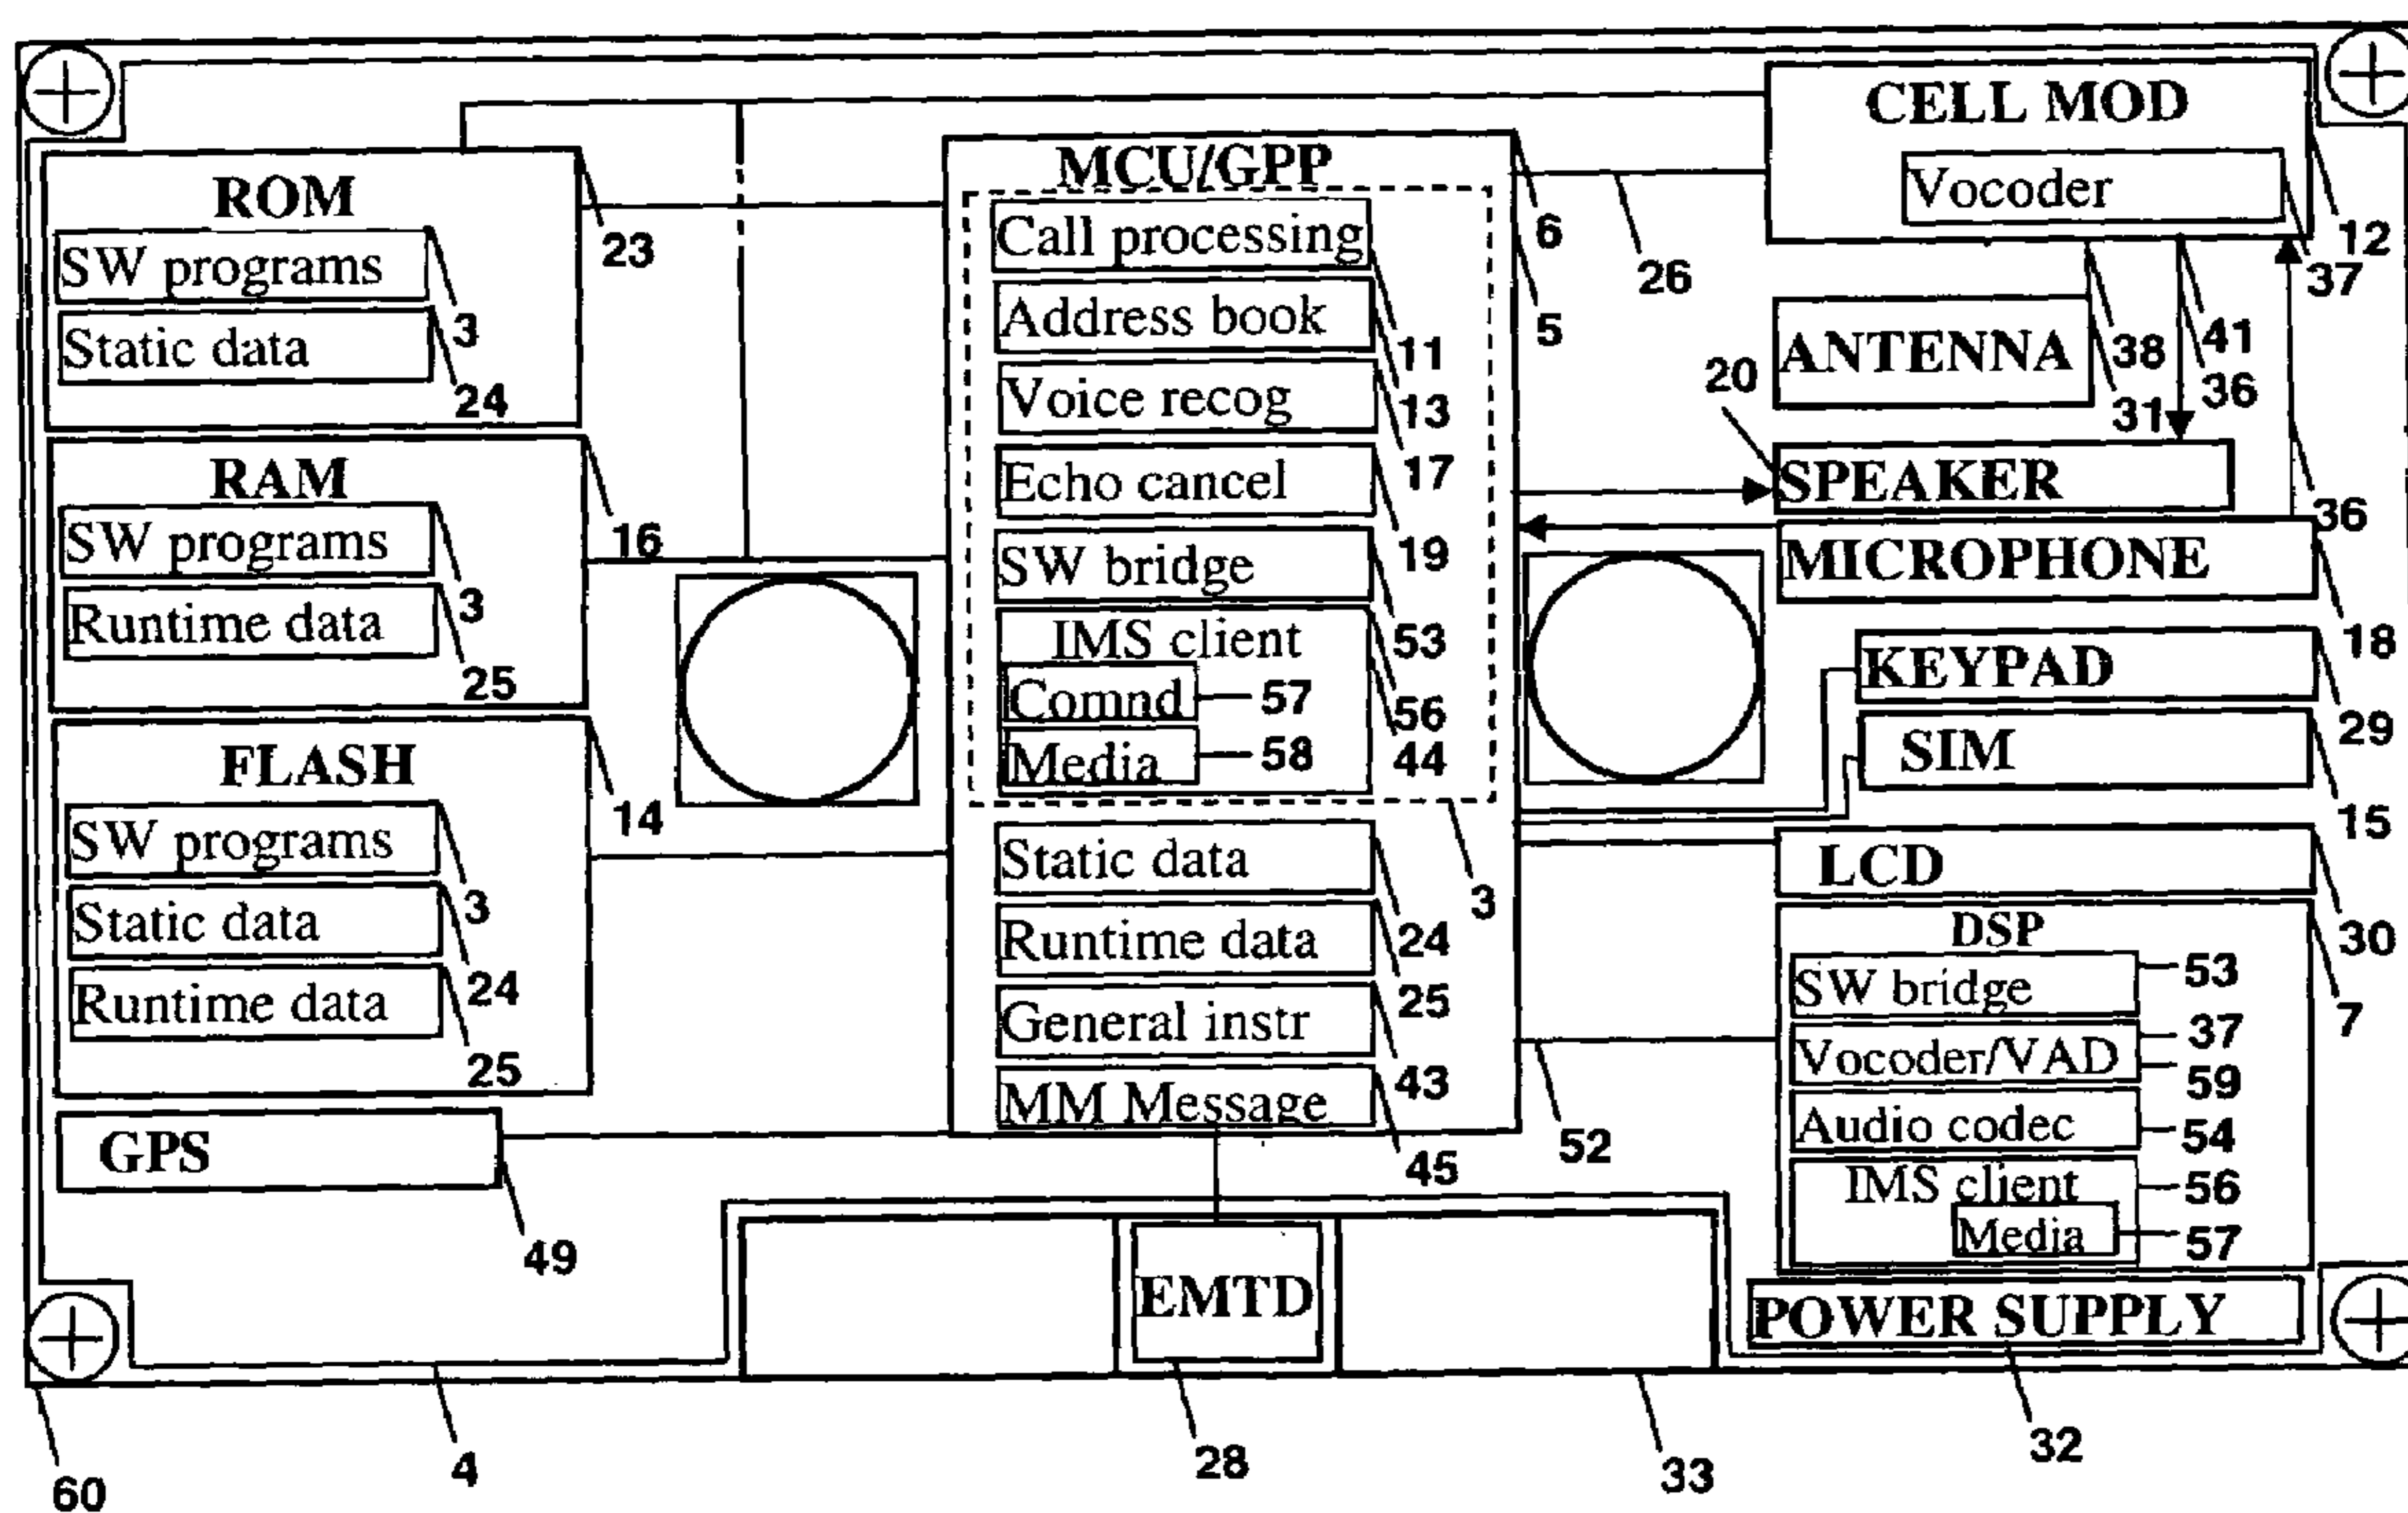 CELL MOD
Vocoder
12
37
ROM
23
SW programs
3
Static data
24
MCU/GPP
6
5
26
Call processing
11
Address book
13
Voice recog
17
Echo cancel
19
SW bridge
53
IMS client
56
44
Comnd
57
Media
58
3
Static data
24
Runtime data
25
General instr
43
MM Message
45
38
41
36
ANTENNA
31
20
SPEAKER
36
MICROPHONE
18
KEYPAD
29
SIM
15
LCD
30
RAM
16
SW programs
3
Runtime data
25
FLASH
14
SW programs
3
Static data
24
Runtime data
25
GPS
49
52
DSP
7
SW bridge
53
Vocoder/VAD
37
59
Audio codec
54
IMS client
56
Media
57
EMTD
POWER SUPPLY
60
4
28
33
32